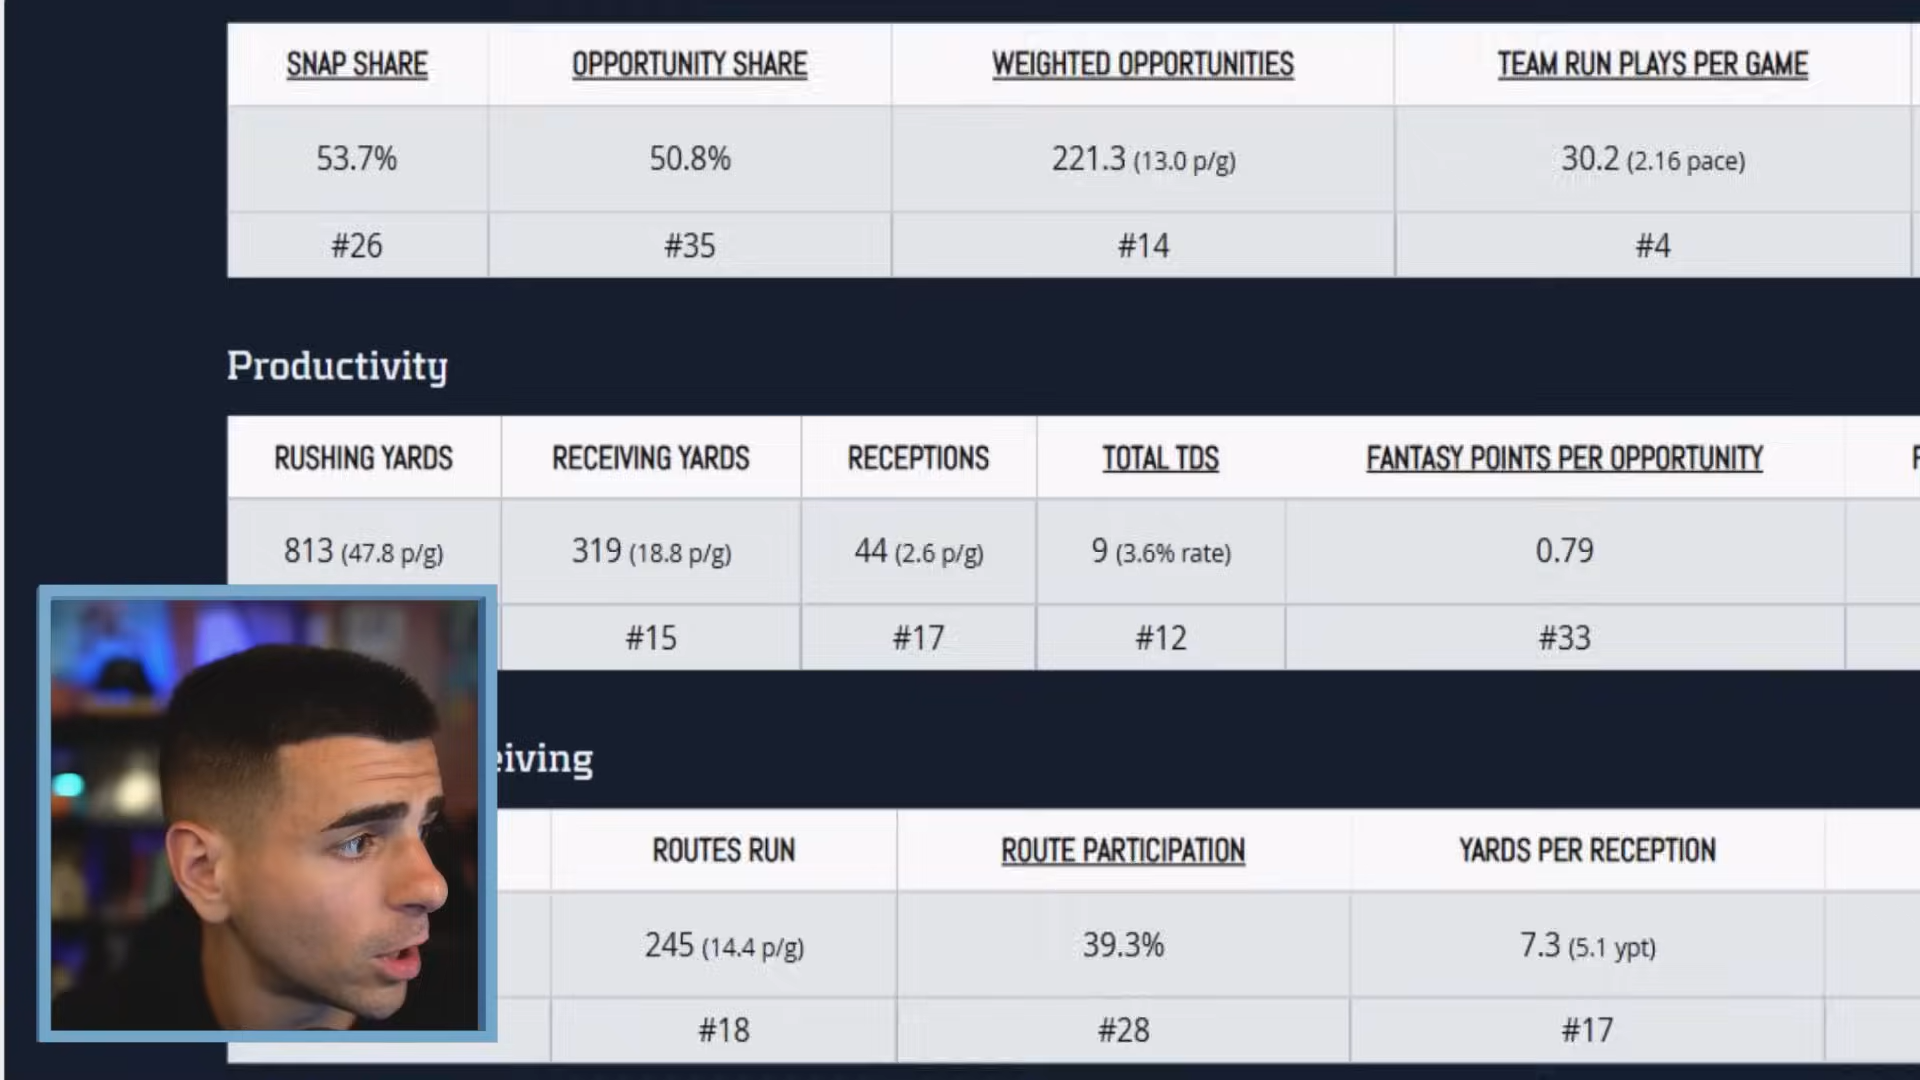 SNAP SHARE OPPORTUNITY SHARE WEIGHTED OPPORTUNITIES TEAM RUN PLAYS PER GAME
53.7% 50.8% 221.3 (13.0 p/g) 30.2 (2.16 pace)
#26 #35 #14 #4
Productivity
RUSHING YARDS RECEIVING YARDS RECEPTIONS TOTAL TDS FANTASY POINTS PER OPPORTUNITY
813 (47.8 p/g) 319 (18.8 p/g) 44 (2.6 p/g) 9 (3.6% rate) 0.79
#15 #17 #12 #33
eiving
ROUTES RUN ROUTE PARTICIPATION YARDS PER RECEPTION
245 (14.4 p/g) 39.3% 7.3 (5.1 ypt)
#18 #28 #17